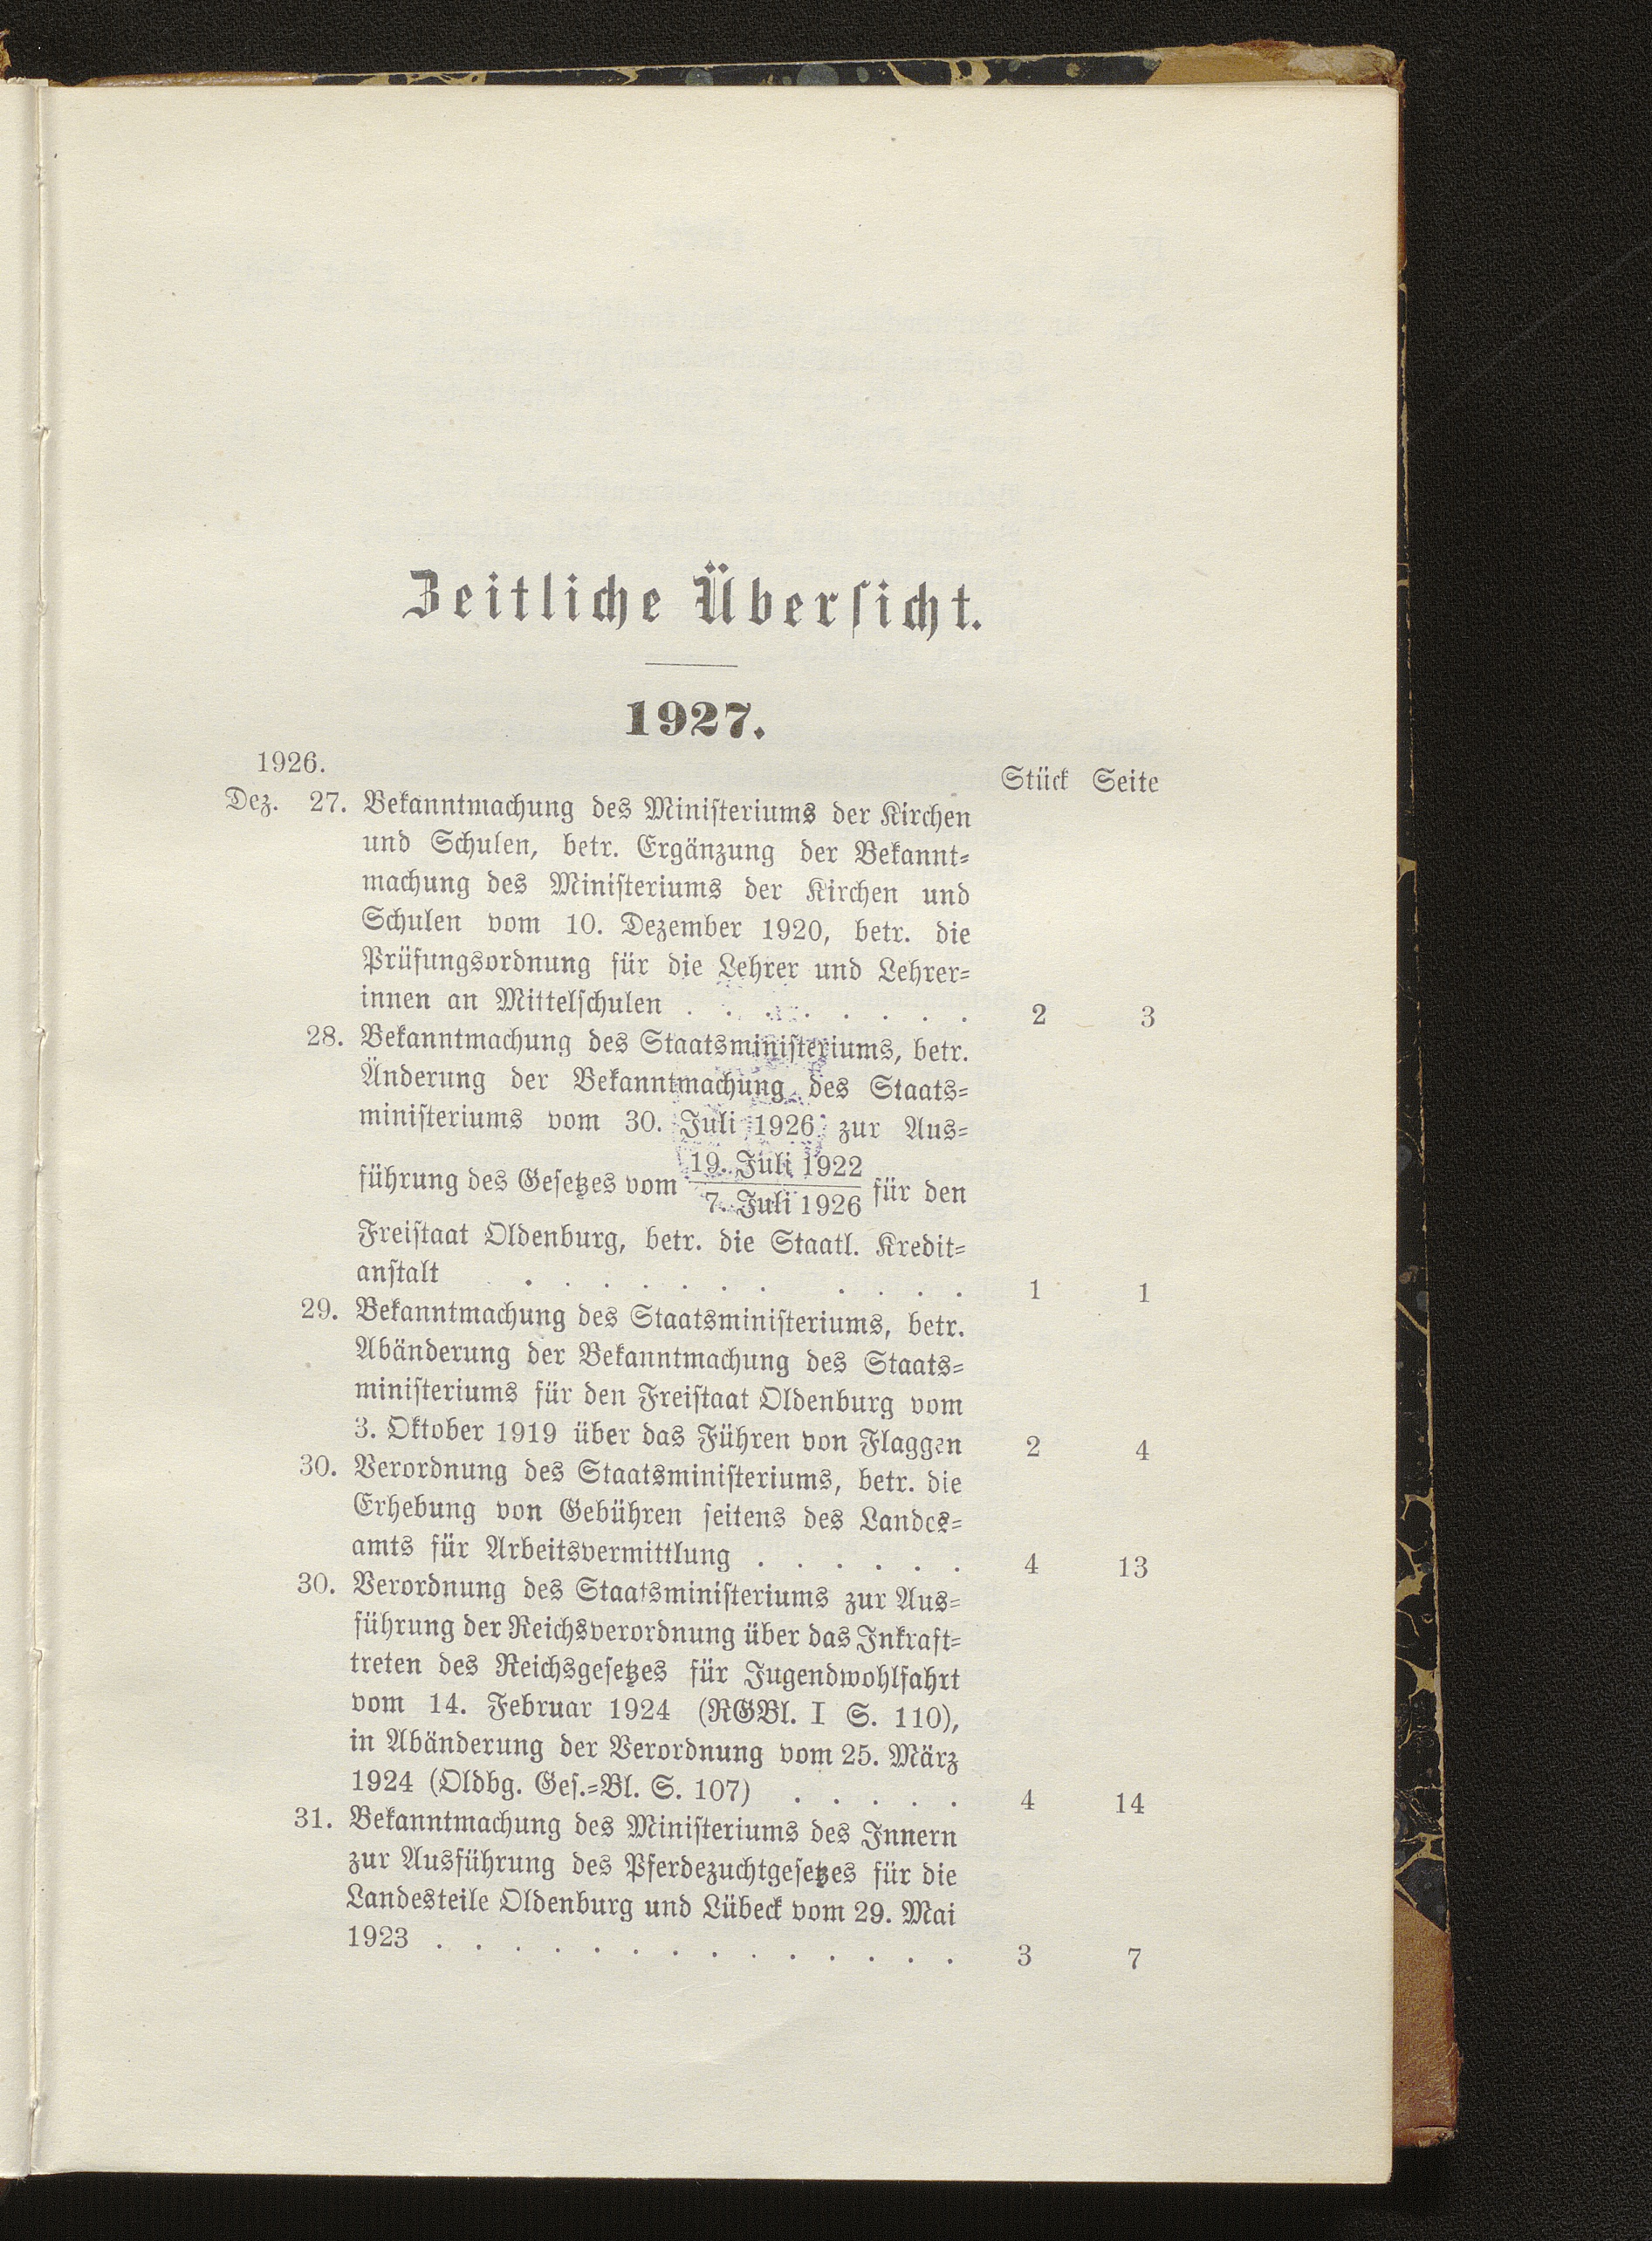 Zeitliche Übersicht.
1927.
1926.
Stück Seite
Dez. 27. Bekanntmachung des Ministeriums der Kirchen
und Schulen, betr. Ergänzung der Bekannt=
machung des Ministeriums der Kirchen und
Schulen vom 10. Dezember 1920, betr. die
Prüfungsordnung für die Lehrer und Lehrer=
innen an Mittelschulen . . . . . . . . 2 3
28. Bekanntmachung des Staatsministeriums, betr.
Änderung der Bekanntmachung des Staats=
ministeriums vom 30. Juli 1926 zur Aus=
führung des Gesetzes vom 19. Juli 1922 / 7. Juli 1926 für den
Freistaat Oldenburg, betr. die Staatl. Kredit=
anstalt . . . . . . . . . . . 1 1
29. Bekanntmachung des Staatsministeriums, betr.
Abänderung der Bekanntmachung des Staats=
ministeriums für den Freistaat Oldenburg vom
3. Oktober 1919 über das Führen von Flaggen 2 4
30. Verordnung des Staatsministeriums, betr. die
Erhebung von Gebühren seitens des Landes=
amts für Arbeitsvermittlung . . . . . . 4 13
30. Verordnung des Staatsministeriums zur Aus=
führung der Reichsverordnung über das Inkraft=
treten des Reichsgesetzes für Jugendwohlfahrt
vom 14. Februar 1924 (RGBl. I S. 110),
in Abänderung der Verordnung vom 25. März
1924 (Oldbg. Ges.=Bl. S. 107) . . . . . 4 14
31. Bekanntmachung des Ministeriums des Innern
zur Ausführung des Pferdezuchtgesetzes für die
Landesteile Oldenburg und Lübeck vom 29. Mai
1923 . . . . . . . . . . . . . . 3 7